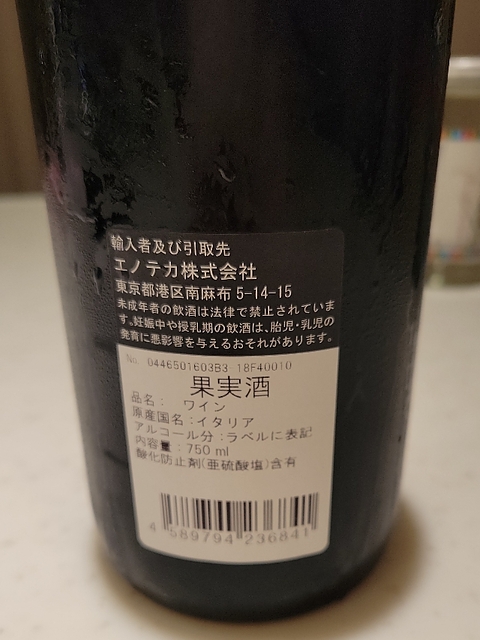 輸入者及び引取先
エノテカ株式会社
東京都港区南麻布 5-14-15
未成年者の飲酒は法律で禁止されていま
す。妊娠中や授乳期の飲酒は、胎児・乳児の
発育に悪影響を与えるおそれがあります。
No. 0446501603B3 18F40010
果実酒
品名： ワイン
原産国名：イタリア
アルコール分：ラベルに表記
内容量：750 ml
酸化防止剤(亜硫酸塩)含有
4 589794 236841